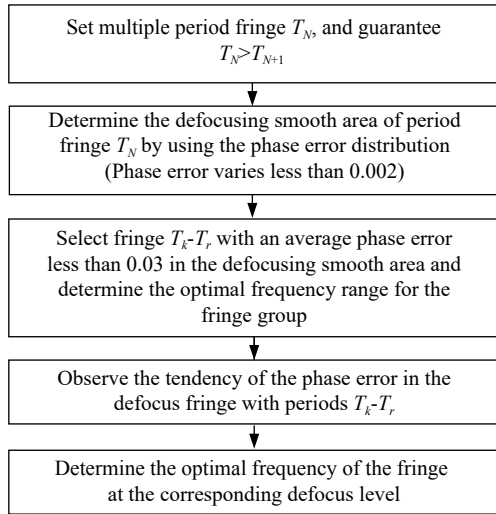 Set multiple period fringe T_N, and guarantee
T_N>T_{N+1}
Determine the defocusing smooth area of period
fringe T_N by using the phase error distribution
(Phase error varies less than 0.002)
Select fringe T_k-T_r with an average phase error
less than 0.03 in the defocusing smooth area and
determine the optimal frequency range for the
fringe group
Observe the tendency of the phase error in the
defocus fringe with periods T_k-T_r
Determine the optimal frequency of the fringe
at the corresponding defocus level